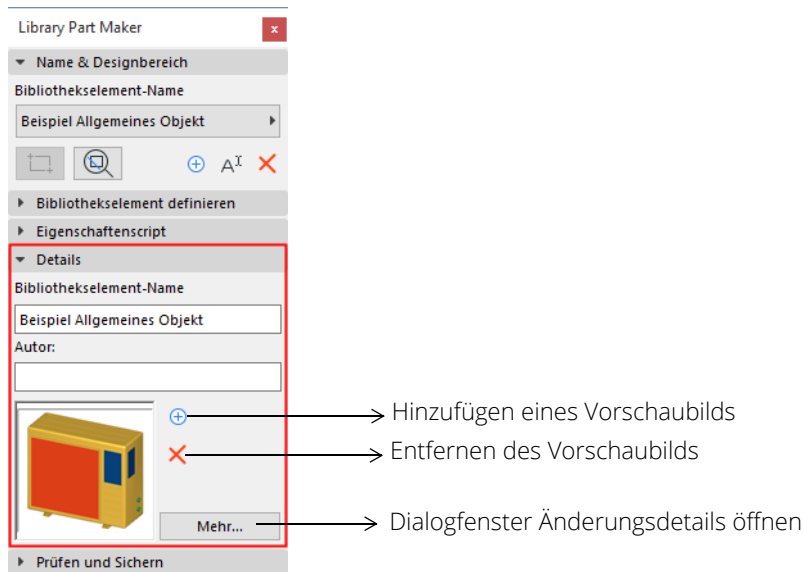 Library Part Maker
x
Name & Designbereich
Bibliothekselement-Name
Beispiel Allgemeines Objekt
A
Bibliothekselement definieren
Eigenschaftenscript
Details
Bibliothekselement-Name
Beispiel Allgemeines Objekt
Autor:
Hinzufügen eines Vorschaubilds
Entfernen des Vorschaubilds
Mehr...
Dialogfenster Änderungsdetails öffnen
Prüfen und Sichern